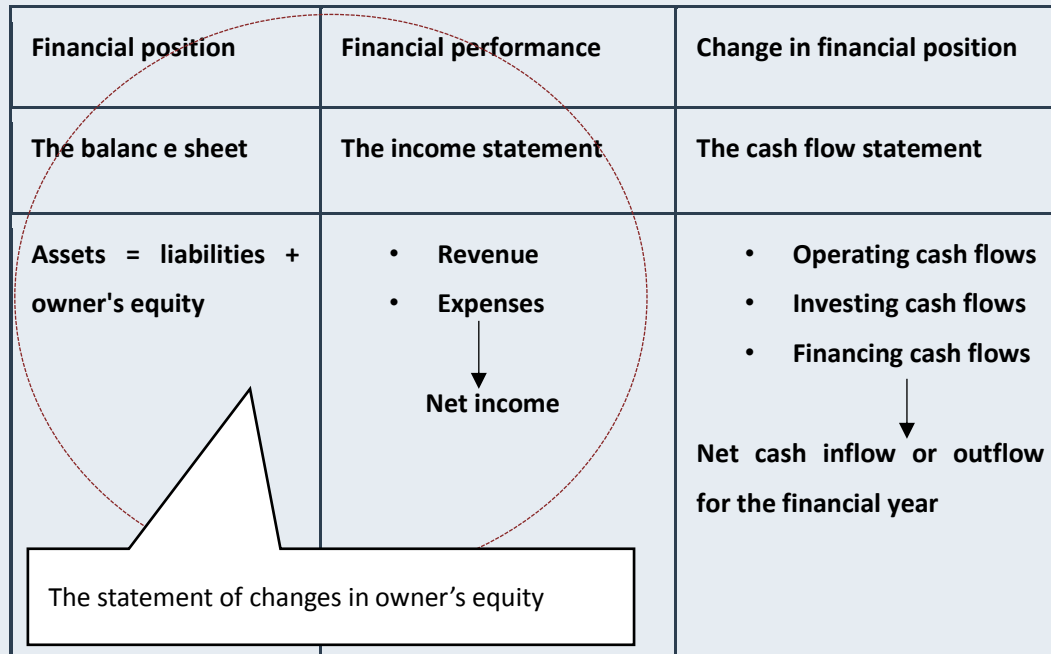 Financial position
Financial performance
Change in financial position
The balanc e sheet
The income statement
The cash flow statement
Assets = liabilities +
owner's equity
• Revenue
• Expenses
Net income
• Operating cash flows
• Investing cash flows
• Financing cash flows
Net cash inflow or outflow
for the financial year
The statement of changes in owner’s equity